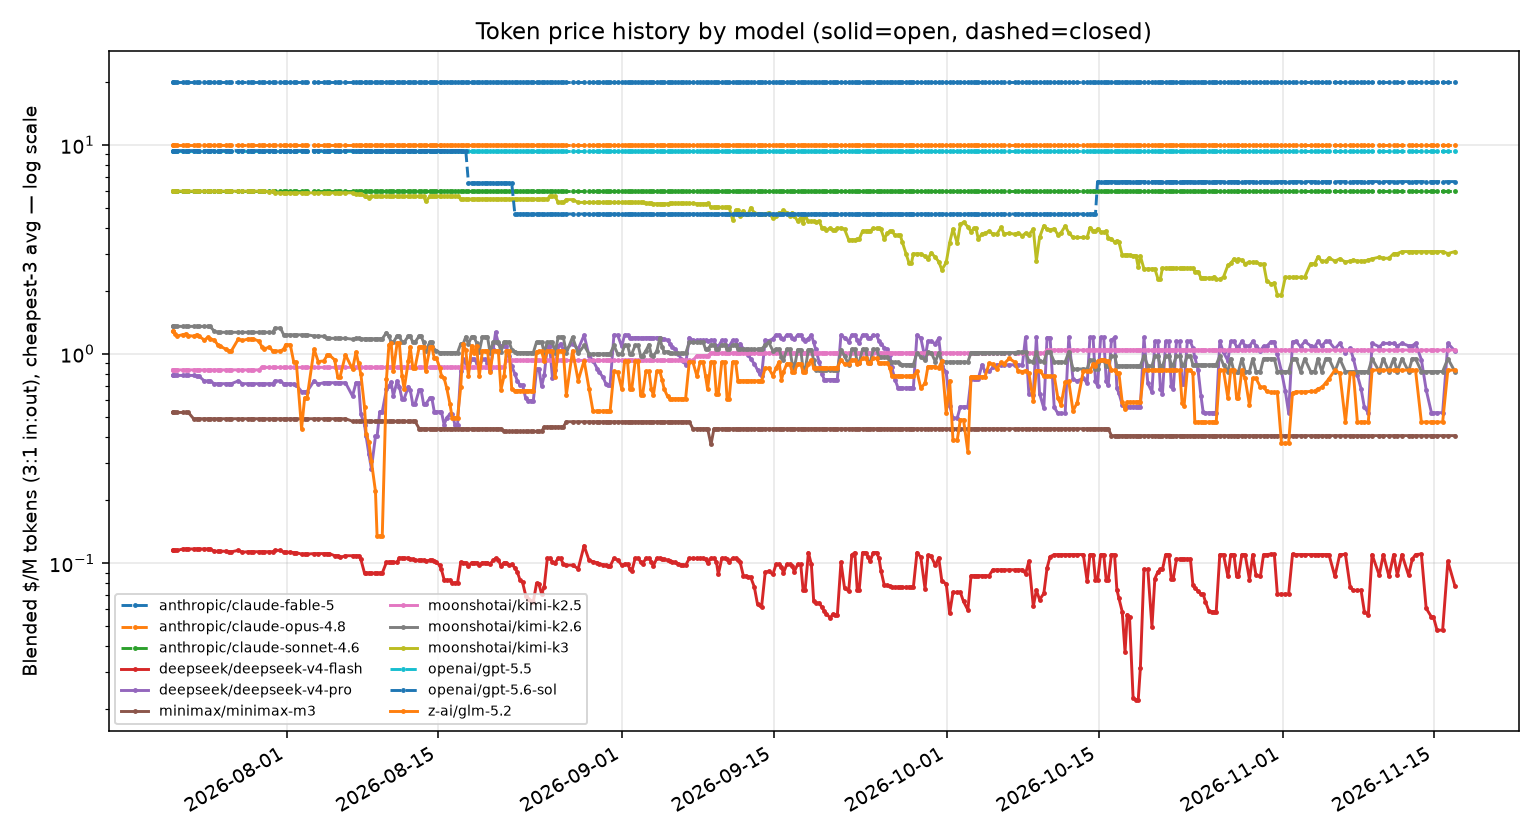 Token price history by model (solid=open, dashed=closed)
Blended $/M tokens (3:1 in:out), cheapest-3 avg — log scale
10^1
10^0
10^−1
anthropic/claude-fable-5
anthropic/claude-opus-4.8
anthropic/claude-sonnet-4.6
deepseek/deepseek-v4-flash
deepseek/deepseek-v4-pro
minimax/minimax-m3
moonshotai/kimi-k2.5
moonshotai/kimi-k2.6
moonshotai/kimi-k3
openai/gpt-5.5
openai/gpt-5.6-sol
z-ai/glm-5.2
2026-08-01
2026-08-15
2026-09-01
2026-09-15
2026-10-01
2026-10-15
2026-11-01
2026-11-15